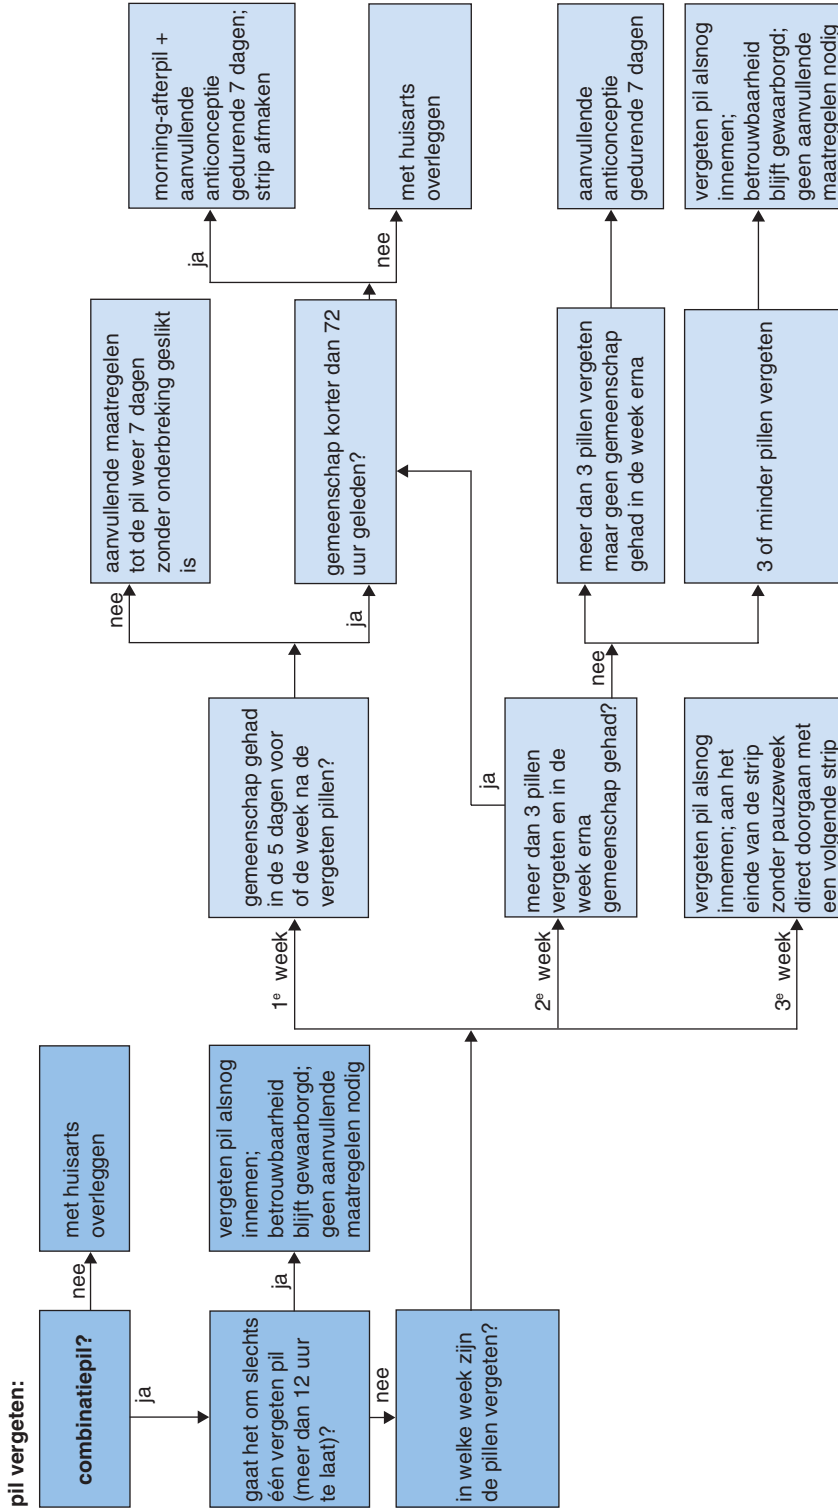 pil vergeten:
combinatiepil?
nee
met huisarts
overleggen
ja
gaat het om slechts
één vergeten pil
(meer dan 12 uur
te laat)?
ja
vergeten pil alsnog
innemen;
betrouwbaarheid
blijft gewaarborgd;
geen aanvullende
maatregelen nodig
nee
in welke week zijn
de pillen vergeten?
1e week
gemeenschap gehad
in de 5 dagen voor
of de week na de
vergeten pillen?
nee
aanvullende maatregelen
tot de pil weer 7 dagen
zonder onderbreking geslikt
is
ja
gemeenschap korter dan 72
uur geleden?
ja
morning-afterpil +
aanvullende
anticonceptie
gedurende 7 dagen;
strip afmaken
nee
met huisarts
overleggen
2e week
meer dan 3 pillen
vergeten en in de
week erna
gemeenschap gehad?
ja
nee
meer dan 3 pillen vergeten
maar geen gemeenschap
gehad in de week erna
aanvullende
anticonceptie
gedurende 7 dagen
3 of minder pillen vergeten
vergeten pil alsnog
innemen;
betrouwbaarheid
blijft gewaarborgd;
geen aanvullende
maatregelen nodig
3e week
vergeten pil alsnog
innemen; aan het
einde van de strip
zonder pauzeweek
direct doorgaan met
een volgende strip